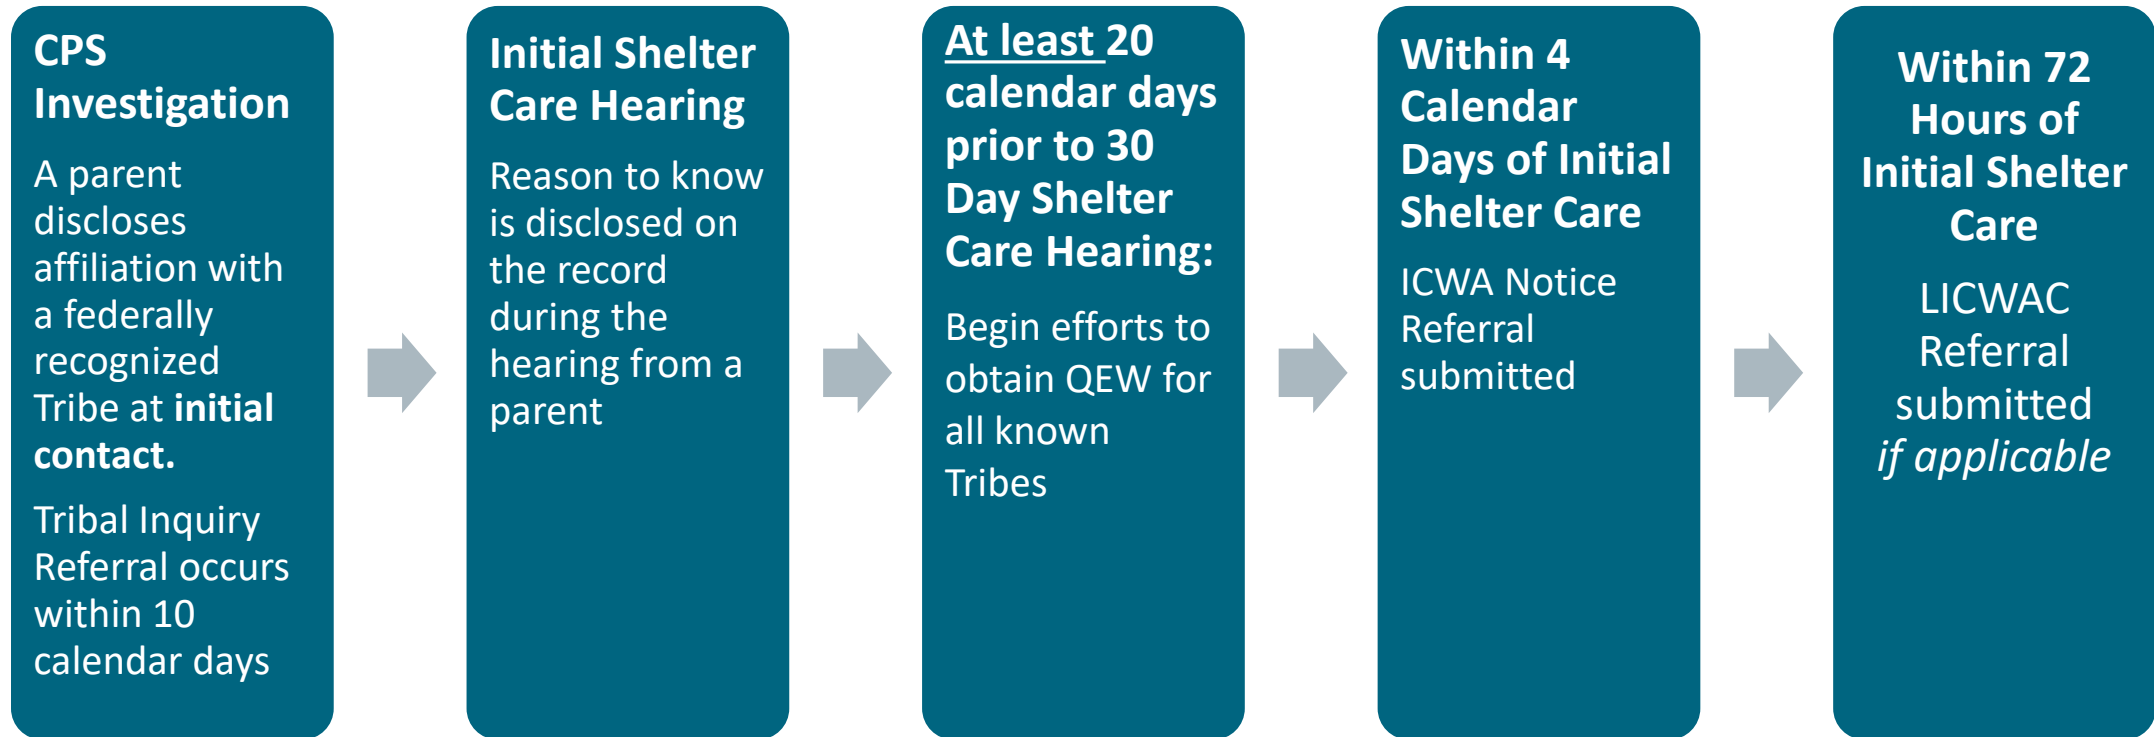 CPS
Investigation
A parent
discloses
affiliation with
a federally
recognized
Tribe at initial
contact.
Tribal Inquiry
Referral occurs
within 10
calendar days
Initial Shelter
Care Hearing
Reason to know
is disclosed on
the record
during the
hearing from a
parent
At least 20
calendar days
prior to 30
Day Shelter
Care Hearing:
Begin efforts to
obtain QEW for
all known
Tribes
Within 4
Calendar
Days of Initial
Shelter Care
ICWA Notice
Referral
submitted
Within 72
Hours of
Initial Shelter
Care
LICWAC
Referral
submitted
if applicable